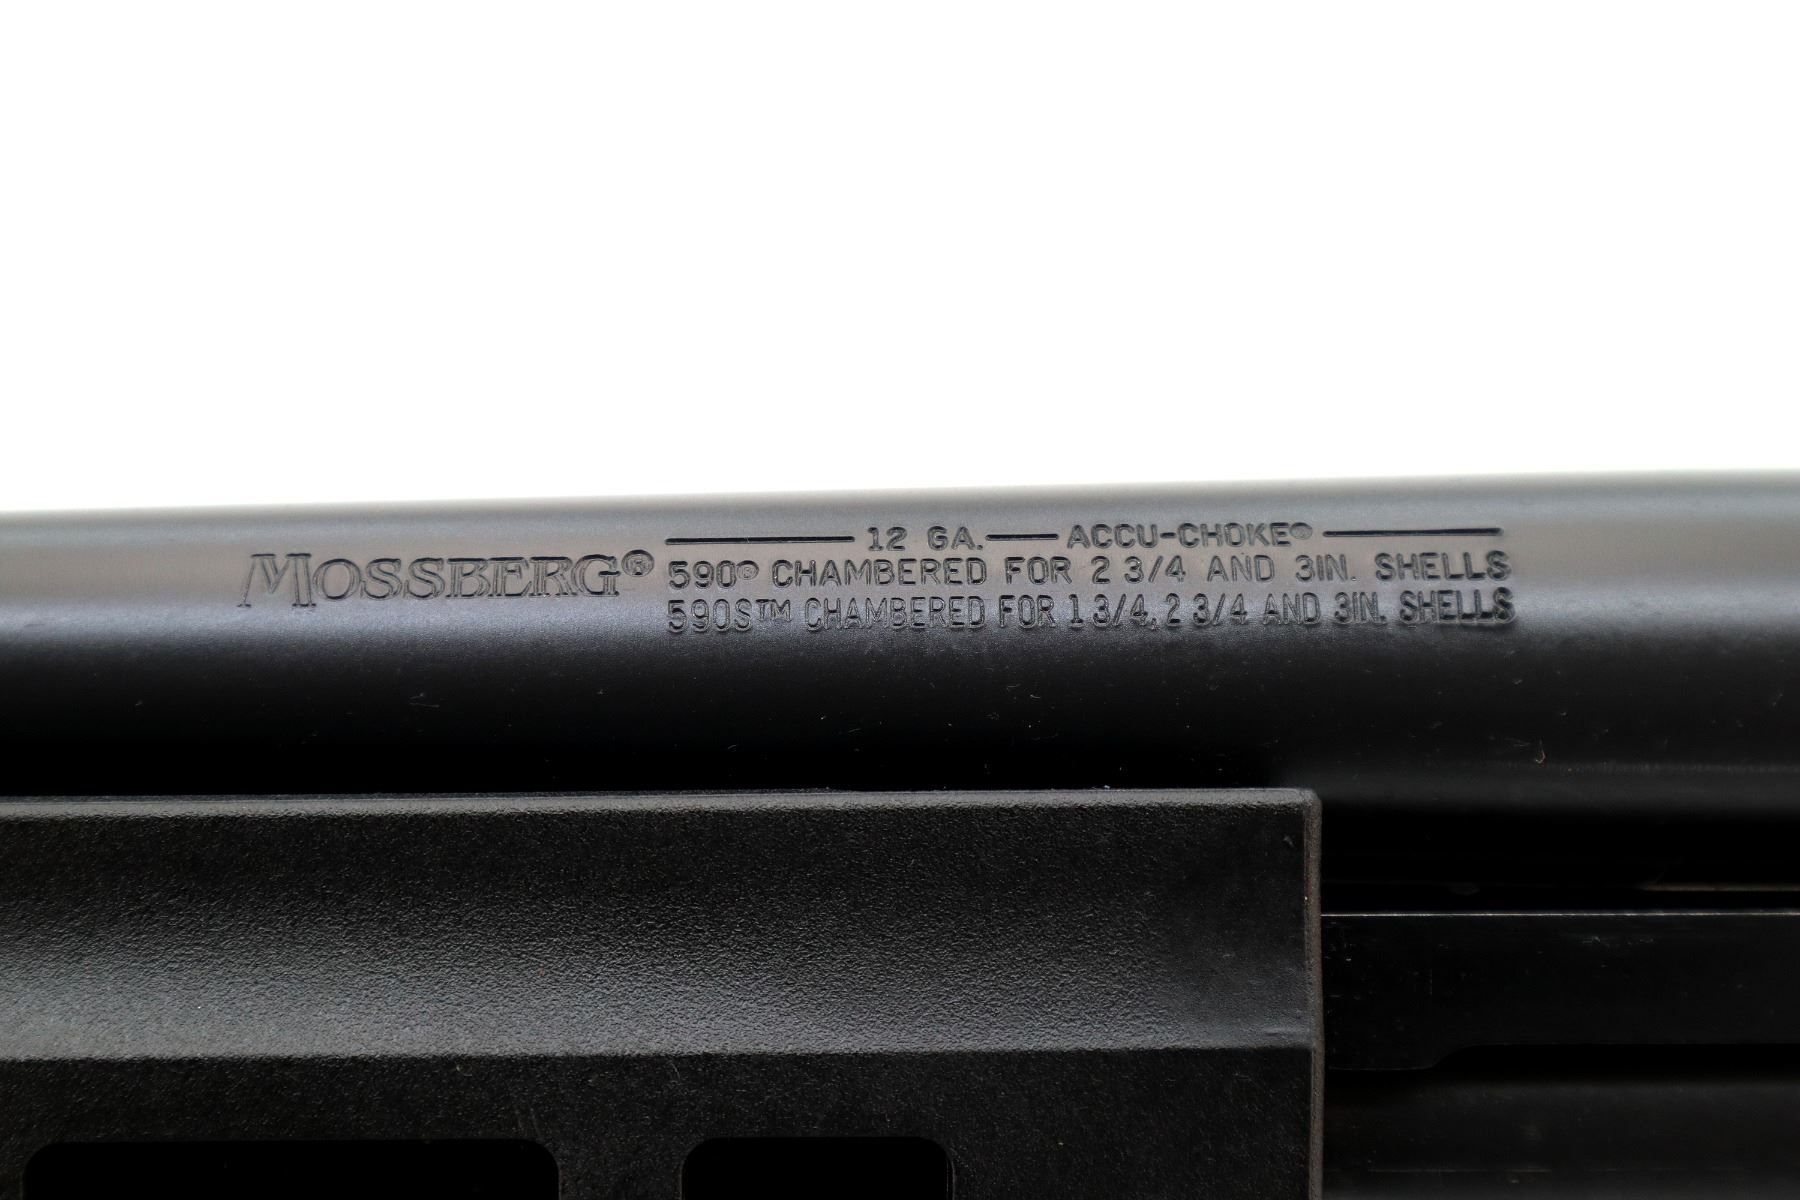 MOSSBERG®
12 GA. ACCU-CHOKE®
590® CHAMBERED FOR 2 3/4 AND 3IN. SHELLS
590S™ CHAMBERED FOR 1 3/4, 2 3/4 AND 3IN. SHELLS